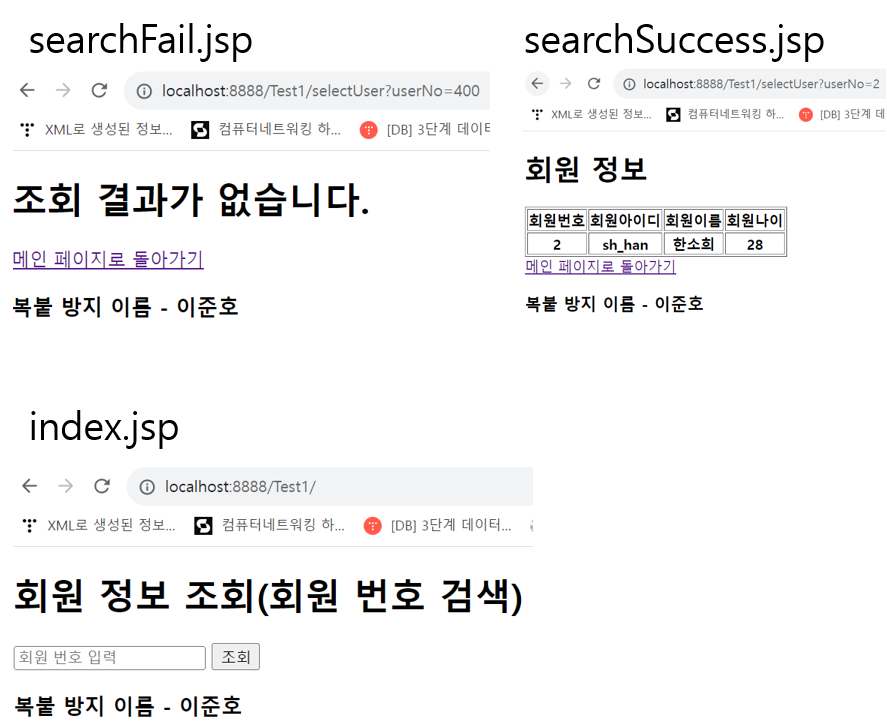 searchFail.jsp
localhost:8888/Test1/selectUser?userNo=400
XML로 생성된 정보... 컴퓨터네트워킹 하... [DB] 3단계 데이터
조회 결과가 없습니다.
메인 페이지로 돌아가기
복붙 방지 이름 - 이준호
searchSuccess.jsp
localhost:8888/Test1/selectUser?userNo=2
XML로 생성된 정보... 컴퓨터네트워킹 하... [DB] 3단계 데
회원 정보
회원번호 회원아이디 회원이름 회원나이
2 sh_han 한소희 28
메인 페이지로 돌아가기
복붙 방지 이름 - 이준호
index.jsp
localhost:8888/Test1/
XML로 생성된 정보... 컴퓨터네트워킹 하... [DB] 3단계 데이터...
회원 정보 조회(회원 번호 검색)
회원 번호 입력 조회
복붙 방지 이름 - 이준호